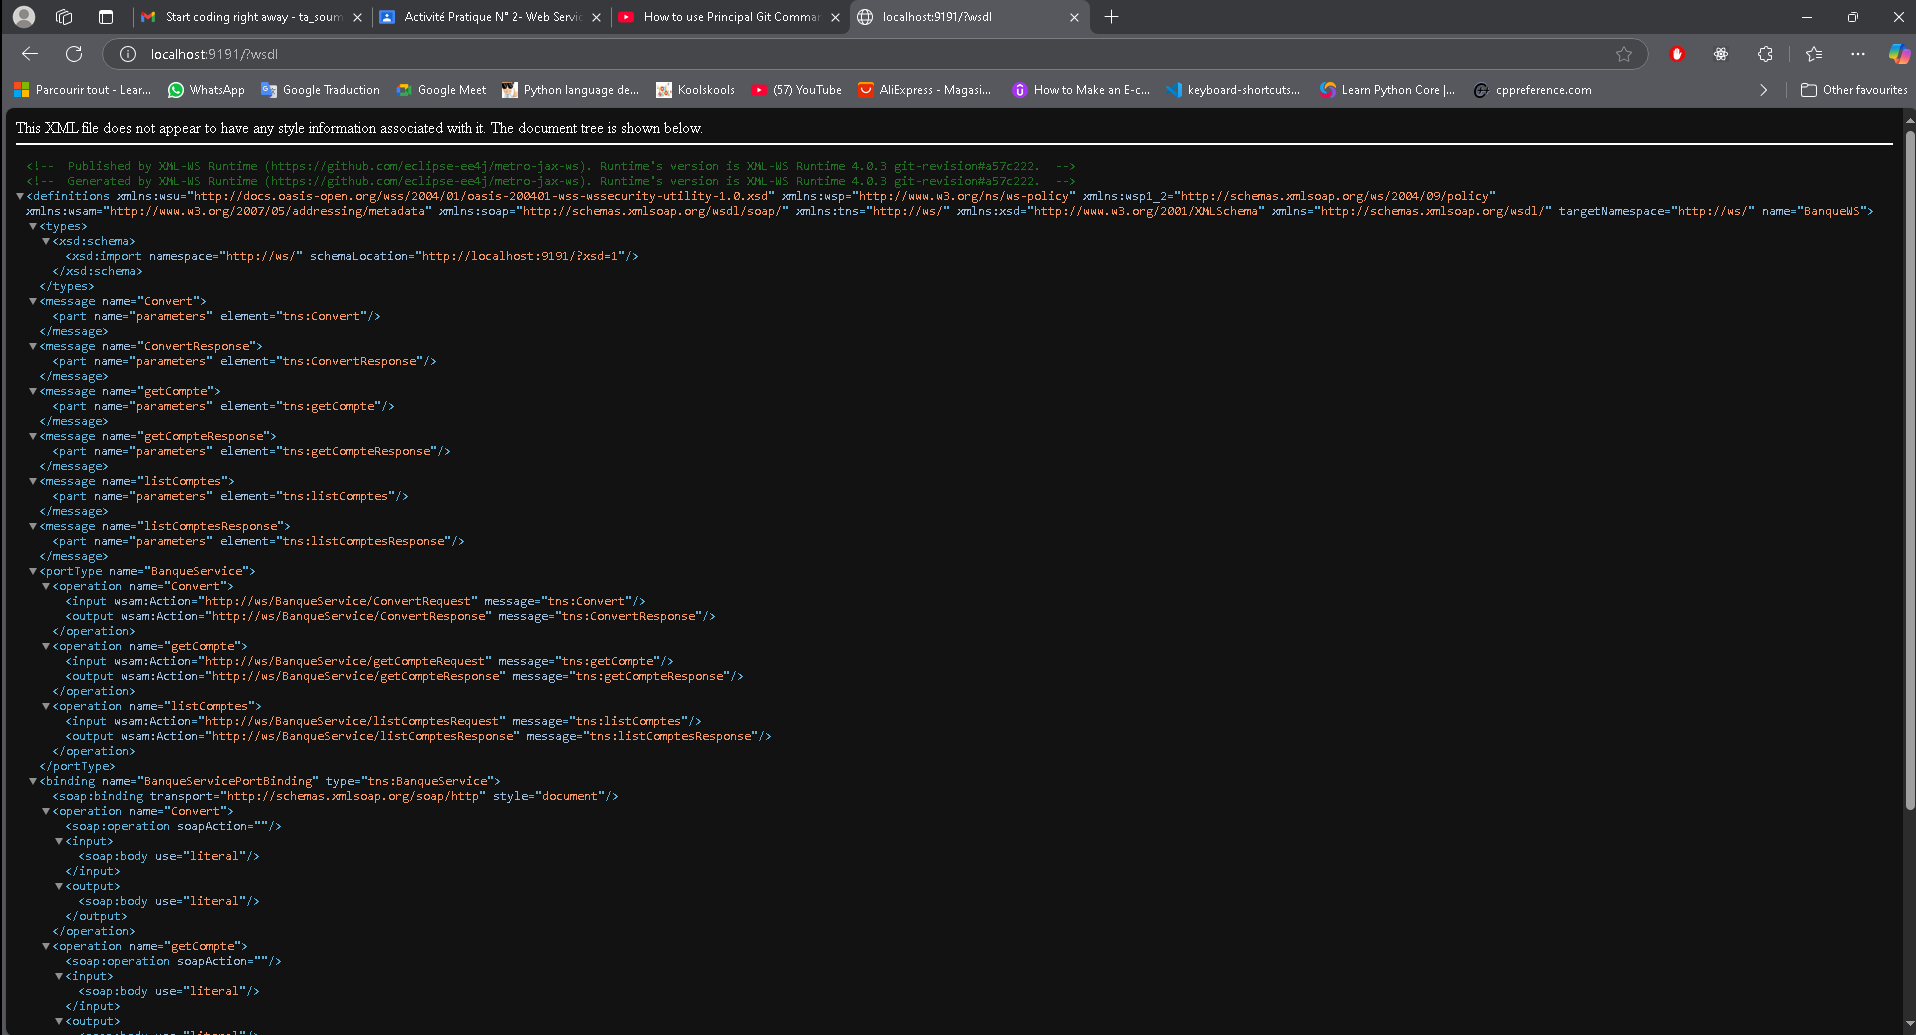 Start coding right away - ta_soum
Activité Pratique N° 2- Web Servic
How to use Principal Git Commar
localhost:9191/?wsdl
localhost:9191/?wsdl
Parcourir tout - Lear...
WhatsApp
Google Traduction
Google Meet
Python language de...
Koolskools
(57) YouTube
AliExpress - Magasi...
How to Make an E-c...
keyboard-shortcuts...
Learn Python Core |...
cppreference.com
Other favourites
This XML file does not appear to have any style information associated with it. The document tree is shown below.
<!-- Published by XML-WS Runtime (https://github.com/eclipse-ee4j/metro-jax-ws). Runtime's version is XML-WS Runtime 4.0.3 git-revision#a57c222. -->
<!-- Generated by XML-WS Runtime (https://github.com/eclipse-ee4j/metro-jax-ws). Runtime's version is XML-WS Runtime 4.0.3 git-revision#a57c222. -->
<definitions xmlns:wsu="http://docs.oasis-open.org/wss/2004/01/oasis-200401-wss-wssecurity-utility-1.0.xsd" xmlns:wsp="http://www.w3.org/ns/ws-policy" xmlns:wsp1_2="http://schemas.xmlsoap.org/ws/2004/09/policy"
xmlns:wsam="http://www.w3.org/2007/05/addressing/metadata" xmlns:soap="http://schemas.xmlsoap.org/wsdl/soap/" xmlns:tns="http://ws/" xmlns:xsd="http://www.w3.org/2001/XMLSchema" xmlns="http://schemas.xmlsoap.org/wsdl/" targetNamespace="http://ws/" name="BanqueWS">
<types>
<xsd:schema>
<xsd:import namespace="http://ws/" schemaLocation="http://localhost:9191/?xsd=1"/>
</xsd:schema>
</types>
<message name="Convert">
<part name="parameters" element="tns:Convert"/>
</message>
<message name="ConvertResponse">
<part name="parameters" element="tns:ConvertResponse"/>
</message>
<message name="getCompte">
<part name="parameters" element="tns:getCompte"/>
</message>
<message name="getCompteResponse">
<part name="parameters" element="tns:getCompteResponse"/>
</message>
<message name="listComptes">
<part name="parameters" element="tns:listComptes"/>
</message>
<message name="listComptesResponse">
<part name="parameters" element="tns:listComptesResponse"/>
</message>
<portType name="BanqueService">
<operation name="Convert">
<input wsam:Action="http://ws/BanqueService/ConvertRequest" message="tns:Convert"/>
<output wsam:Action="http://ws/BanqueService/ConvertResponse" message="tns:ConvertResponse"/>
</operation>
<operation name="getCompte">
<input wsam:Action="http://ws/BanqueService/getCompteRequest" message="tns:getCompte"/>
<output wsam:Action="http://ws/BanqueService/getCompteResponse" message="tns:getCompteResponse"/>
</operation>
<operation name="listComptes">
<input wsam:Action="http://ws/BanqueService/listComptesRequest" message="tns:listComptes"/>
<output wsam:Action="http://ws/BanqueService/listComptesResponse" message="tns:listComptesResponse"/>
</operation>
</portType>
<binding name="BanqueServicePortBinding" type="tns:BanqueService">
<soap:binding transport="http://schemas.xmlsoap.org/soap/http" style="document"/>
<operation name="Convert">
<soap:operation soapAction=""/>
<input>
<soap:body use="literal"/>
</input>
<output>
<soap:body use="literal"/>
</output>
</operation>
<operation name="getCompte">
<soap:operation soapAction=""/>
<input>
<soap:body use="literal"/>
</input>
<output>
<soap:body use="literal"/>